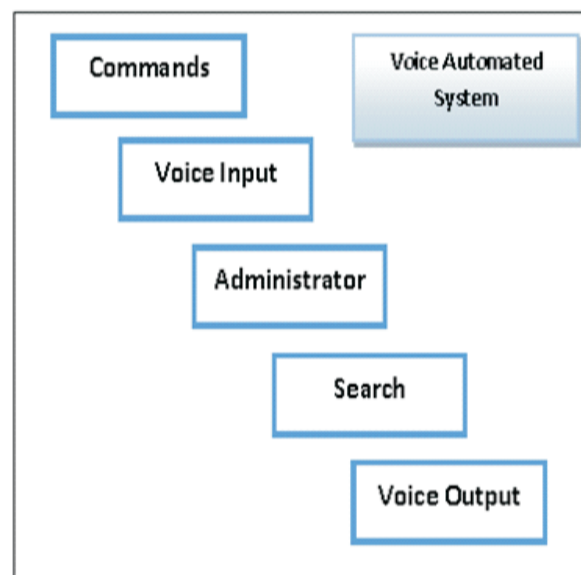 Commands
Voice Automated
System
Voice Input
Administrator
Search
Voice Output